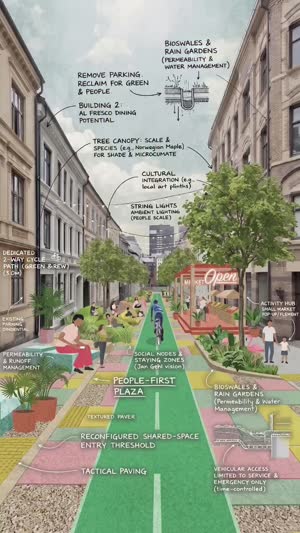 BIOSWALES &
RAIN GARDENS
(PERMEABILITY &
WATER MANAGEMENT)
REMOVE PARKING.
RECLAIM FOR GREEN
& PEOPLE
BUILDING 2:
AL FRESCO DINING
POTENTIAL
TREE CANOPY: SCALE &
SPECIES (e.g., Norwegian Maple)
FOR SHADE & MICROCLIMATE
CULTURAL
INTEGRATION (e.g.,
local art plinths)
STRING LIGHTS
AMBIENT LIGHTING
(PEOPLE SCALE)
DEDICATED
2-WAY CYCLE
PATH (GREEN & REW)
(3.0m)
Open
MARKET
ACTIVITY HUB
SMALL MARKET
POP-UP/ELEMENT
EXISTING
PARKING
PERMEABILITY
& RUNOFF
MANAGEMENT
SOCIAL NODES &
STAYING ZONES
(Jan Gehl vision)
PEOPLE-FIRST
PLAZA
BIOSWALES &
RAIN GARDENS
(Permeability & Water
Management)
TEXTURED PAVER
RECONFIGURED SHARED-SPACE
ENTRY THRESHOLD
TACTICAL PAVING
VEHICULAR ACCESS
LIMITED TO SERVICE &
EMERGENCY ONLY
(time-controlled)